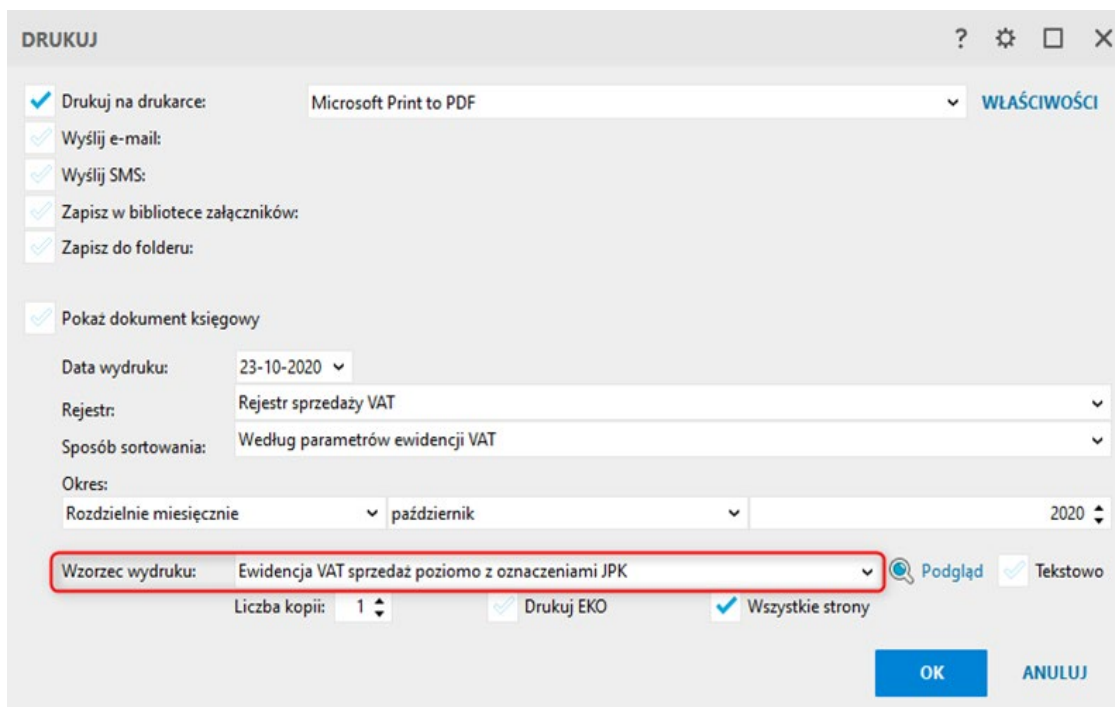 DRUKUJ ?
Drukuj na drukarce: Microsoft Print to PDF WŁAŚCIWOŚCI
Wyślij e-mail:
Wyślij SMS:
Zapisz w bibliotece załączników:
Zapisz do folderu:
Pokaż dokument księgowy
Data wydruku: 23-10-2020
Rejestr: Rejestr sprzedaży VAT
Sposób sortowania: Według parametrów ewidencji VAT
Okres:
Rozdzielnie miesięcznie październik 2020
Wzorzec wydruku: Ewidencja VAT sprzedaż poziomo z oznaczeniami JPK Podgląd Tekstowo
Liczba kopii: 1 Drukuj EKO Wszystkie strony
OK ANULUJ